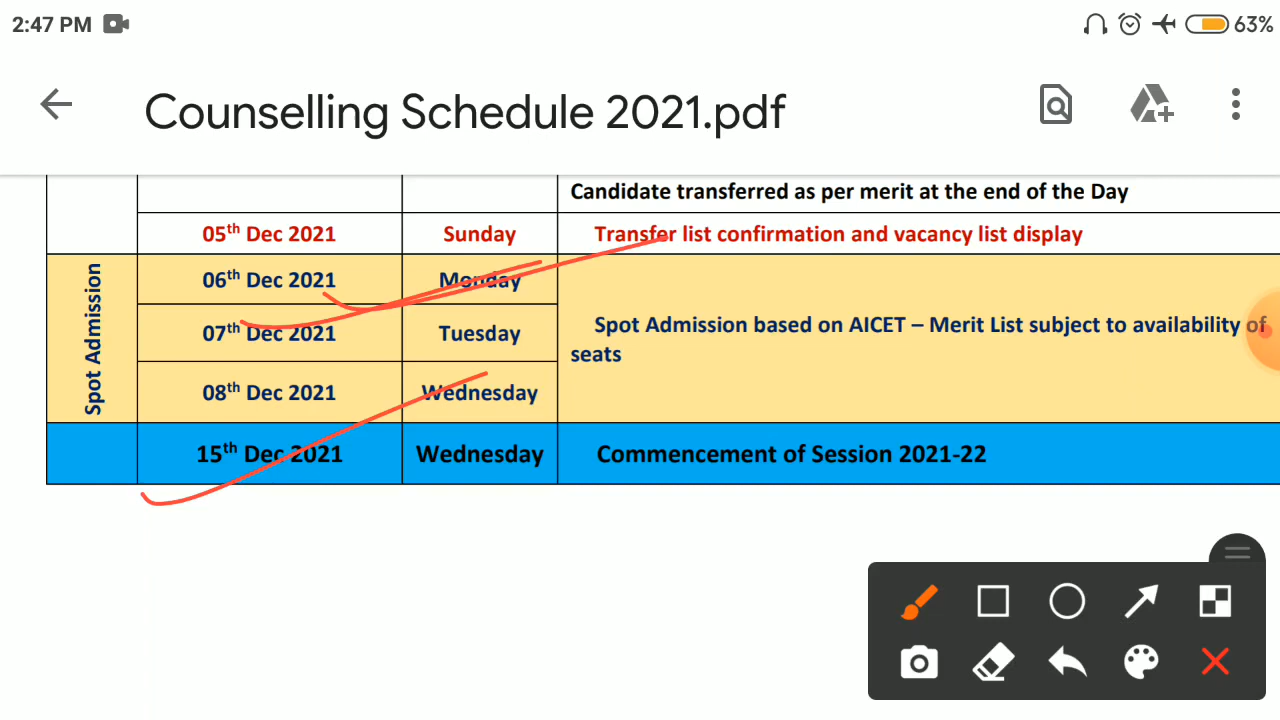 2:47 PM 63%
Counselling Schedule 2021.pdf
Candidate transferred as per merit at the end of the Day
05th Dec 2021 Sunday Transfer list confirmation and vacancy list display
Spot Admission
06th Dec 2021 Monday
07th Dec 2021 Tuesday
08th Dec 2021 Wednesday
Spot Admission based on AICET – Merit List subject to availability of
seats
15th Dec 2021 Wednesday Commencement of Session 2021-22